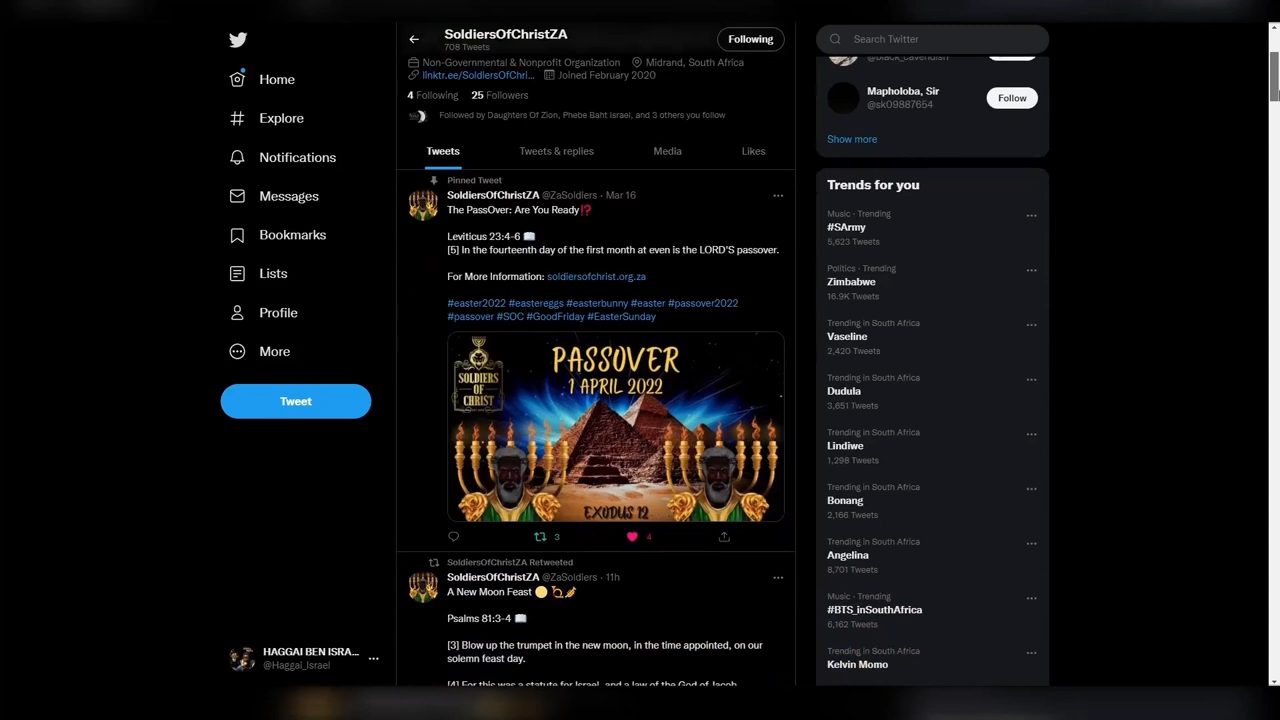 Home
Explore
Notifications
Messages
Bookmarks
Lists
Profile
More
Tweet
HAGGAI BEN ISRA...
@Haggai_Israel
SoldiersOfChristZA
708 Tweets
Following
Non-Governmental & Nonprofit Organization Midrand, South Africa
linktr.ee/SoldiersOfChri... Joined February 2020
4 Following 25 Followers
Followed by Daughters Of Zion, Phebe Baht Israel, and 3 others you follow
Tweets Tweets & replies Media Likes
Pinned Tweet
SoldiersOfChristZA @ZaSoldiers · Mar 16
The PassOver: Are You Ready⁉️
Leviticus 23:4-6 📖
[5] In the fourteenth day of the first month at even is the LORD'S passover.
For More Information: soldiersofchrist.org.za
#easter2022 #eastereggs #easterbunny #easter #passover2022
#passover #SOC #GoodFriday #EasterSunday
SOLDIERS
OF
CHRIST
PASSOVER
1 APRIL 2022
EXODUS 12
3 4
SoldiersOfChristZA Retweeted
SoldiersOfChristZA @ZaSoldiers · 11h
A New Moon Feast
Psalms 81:3-4 📖
[3] Blow up the trumpet in the new moon, in the time appointed, on our
solemn feast day.
[4] For this was a statute for Israel, and a law of the God of Jacob.
Search Twitter
@black_cavendish
Mapholoba, Sir
@sk09887654
Follow
Show more
Trends for you
Music · Trending
#SArmy
5,623 Tweets
Politics · Trending
Zimbabwe
16.9K Tweets
Trending in South Africa
Vaseline
2,420 Tweets
Trending in South Africa
Dudula
3,651 Tweets
Trending in South Africa
Lindiwe
1,298 Tweets
Trending in South Africa
Bonang
2,166 Tweets
Trending in South Africa
Angelina
8,701 Tweets
Music · Trending
#BTS_inSouthAfrica
6,162 Tweets
Trending in South Africa
Kelvin Momo